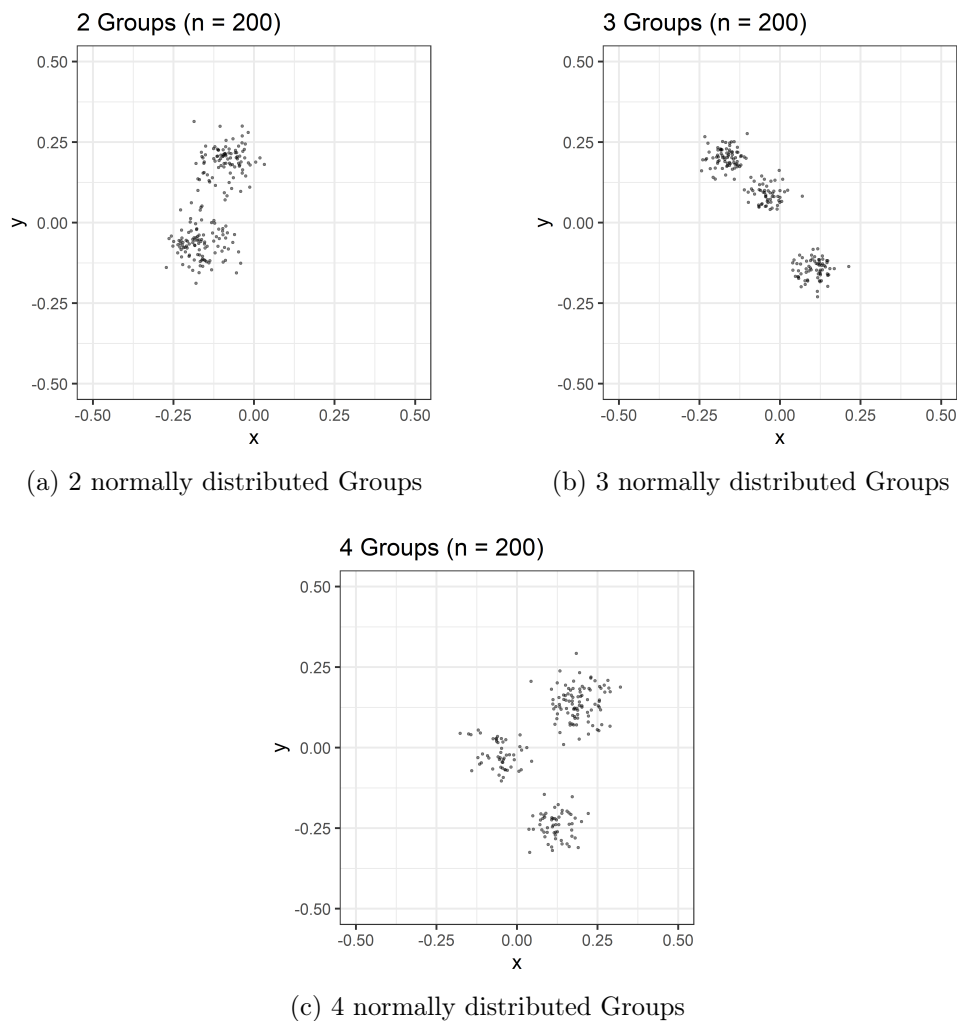 2 Groups (n = 200)
0.50
0.25
0.00
-0.25
-0.50
y
-0.50 -0.25 0.00 0.25 0.50
x
(a) 2 normally distributed Groups
3 Groups (n = 200)
0.50
0.25
0.00
-0.25
-0.50
y
-0.50 -0.25 0.00 0.25 0.50
x
(b) 3 normally distributed Groups
4 Groups (n = 200)
0.50
0.25
0.00
-0.25
-0.50
y
-0.50 -0.25 0.00 0.25 0.50
x
(c) 4 normally distributed Groups